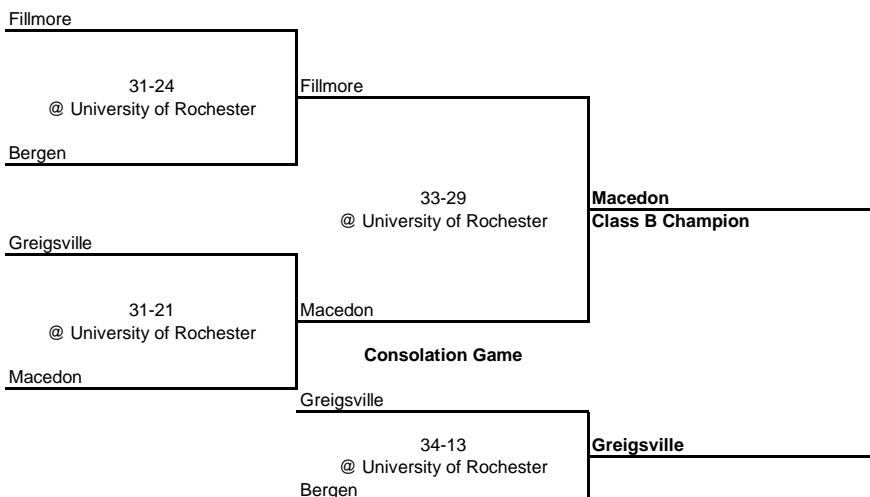 Fillmore
31-24
@ University of Rochester
Fillmore
Bergen
33-29
@ University of Rochester
Macedon
Class B Champion
Greigsville
31-21
@ University of Rochester
Macedon
Consolation Game
Macedon
Greigsville
34-13
@ University of Rochester
Greigsville
Bergen